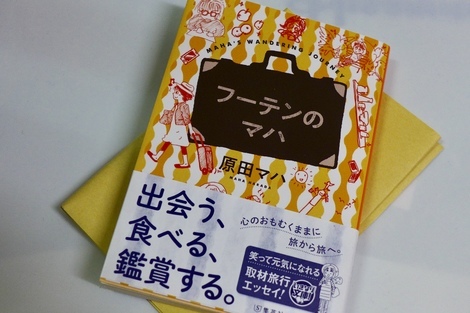 MAHA'S WANDERING JOURNEY
フーテンの
マハ
原田マハ
出会う、
食べる、
鑑賞する。
心のおもむくままに
旅から旅へ。
笑って元気になれる
取材旅行
エッセイ!